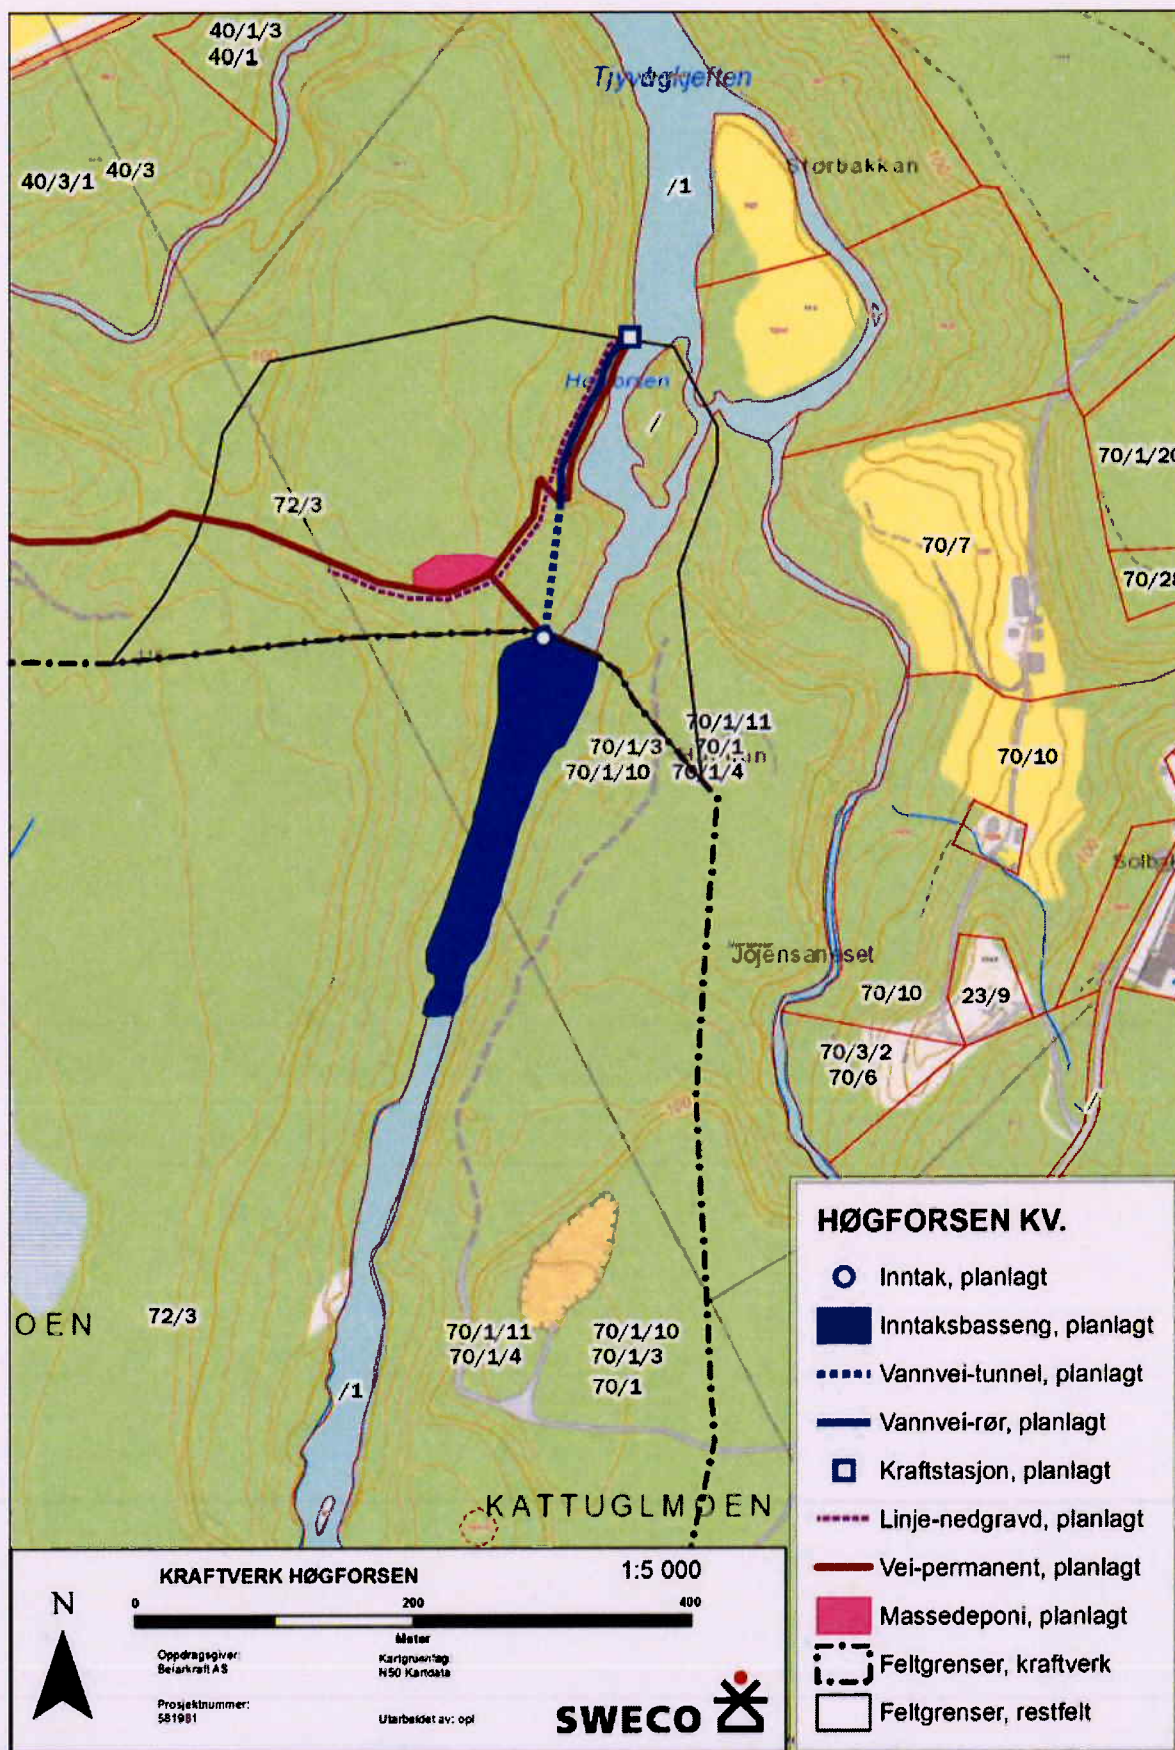 40/1/3
40/1
Tjyvågkjeften
40/3/1 40/3
Storbakkan
/1
100
100
Høgforsen
/
72/3
70/1/20
70/7
70/28
70/1/11
70/1/3 70/1
70/1/10 70/1/4
70/10
100
70/10 23/9
70/3/2
70/6
100
OEN 72/3
70/1/11 70/1/10
70/1/4 70/1/3
70/1
/1
KATTUGLMOEN
HØGFORSEN KV.
Inntak, planlagt
Inntaksbasseng, planlagt
Vannvei-tunnel, planlagt
Vannvei-rør, planlagt
Kraftstasjon, planlagt
Linje-nedgravd, planlagt
Vei-permanent, planlagt
Massedeponi, planlagt
Feltgrenser, kraftverk
Feltgrenser, restfelt
KRAFTVERK HØGFORSEN 1:5 000
N
0 200 400
Meter
Oppdragsgiver: Kartgrunnlag:
Beiarkraft AS N50 Kartdata
Prosjektnummer:
581981 Utarbeidet av: opl
SWECO